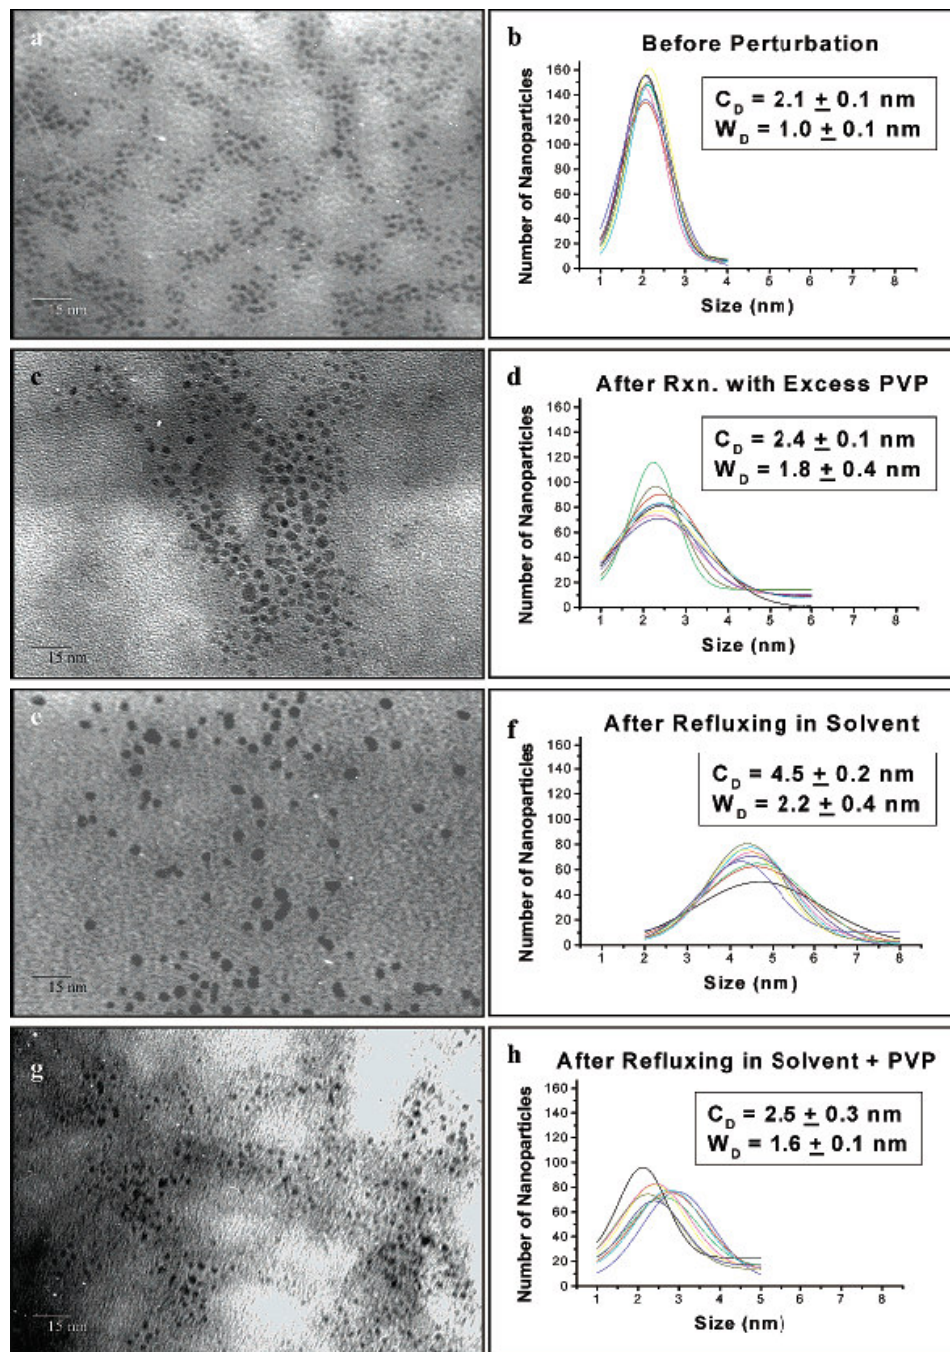 a
15 nm
b
Before Perturbation
C_D = 2.1 ± 0.1 nm
W_D = 1.0 ± 0.1 nm
Number of Nanoparticles
160
140
120
100
80
60
40
20
0
1 2 3 4 5 6 7 8
Size (nm)
c
15 nm
d
After Rxn. with Excess PVP
C_D = 2.4 ± 0.1 nm
W_D = 1.8 ± 0.4 nm
Number of Nanoparticles
160
140
120
100
80
60
40
20
0
1 2 3 4 5 6 7 8
Size (nm)
e
15 nm
f
After Refluxing in Solvent
C_D = 4.5 ± 0.2 nm
W_D = 2.2 ± 0.4 nm
Number of Nanoparticles
160
140
120
100
80
60
40
20
0
1 2 3 4 5 6 7 8
Size (nm)
g
15 nm
h
After Refluxing in Solvent + PVP
C_D = 2.5 ± 0.3 nm
W_D = 1.6 ± 0.1 nm
Number of Nanoparticles
160
140
120
100
80
60
40
20
0
1 2 3 4 5 6 7 8
Size (nm)